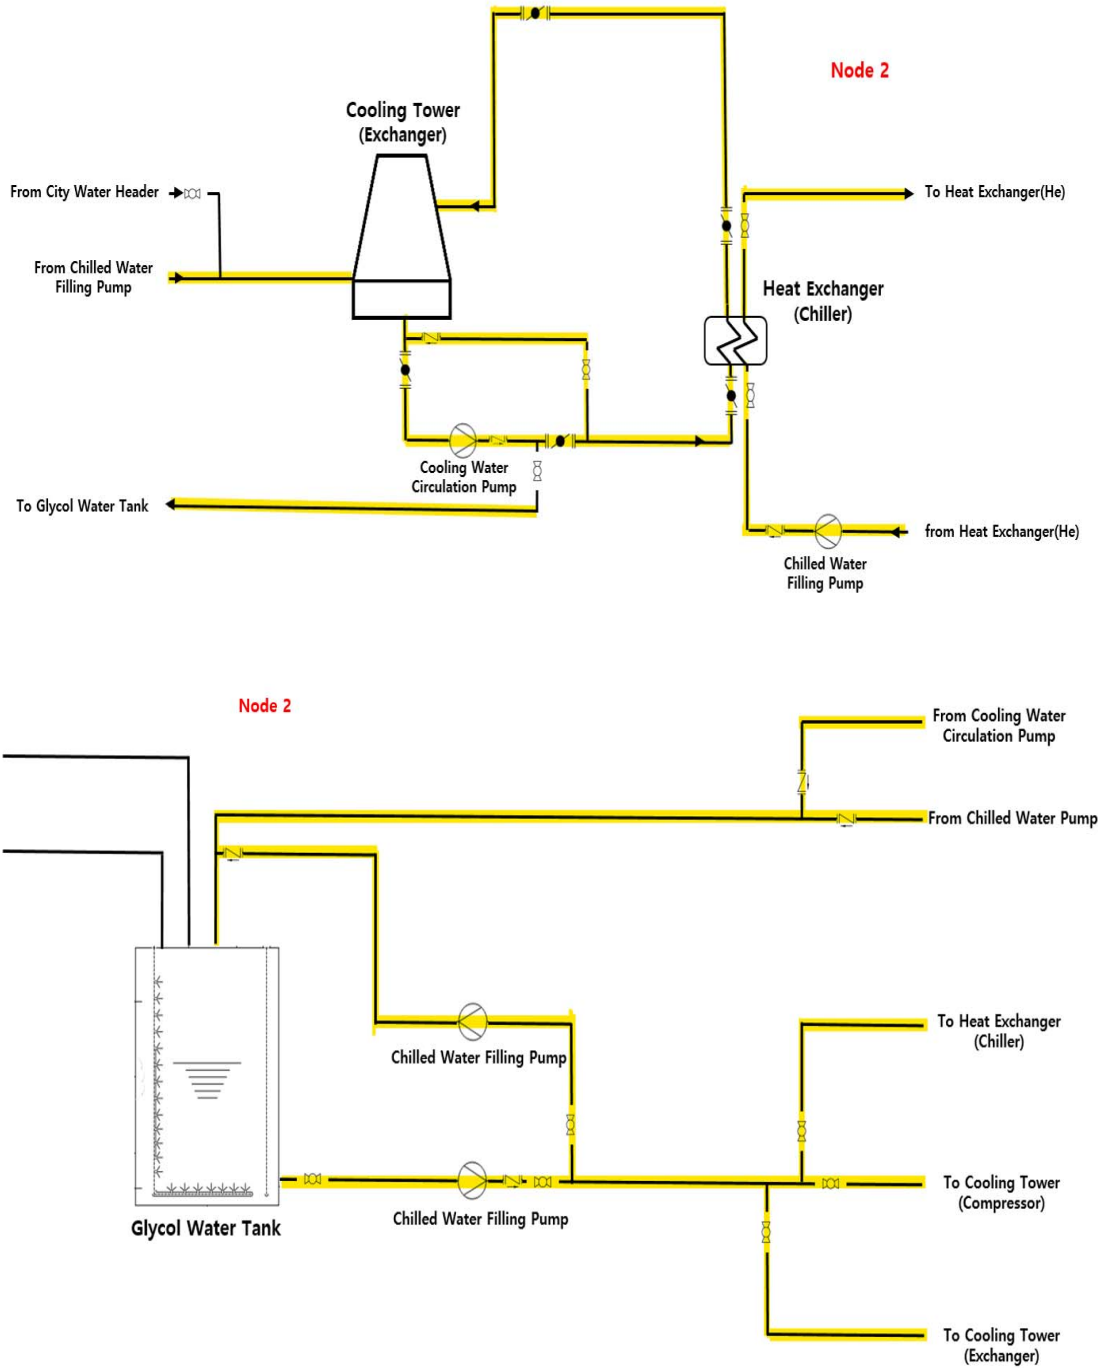 Node 2
Cooling Tower
(Exchanger)
From City Water Header
To Heat Exchanger(He)
From Chilled Water
Filling Pump
Heat Exchanger
(Chiller)
Cooling Water
Circulation Pump
To Glycol Water Tank
from Heat Exchanger(He)
Chilled Water
Filling Pump
Node 2
From Cooling Water
Circulation Pump
From Chilled Water Pump
To Heat Exchanger
(Chiller)
Chilled Water Filling Pump
To Cooling Tower
(Compressor)
Chilled Water Filling Pump
Glycol Water Tank
To Cooling Tower
(Exchanger)